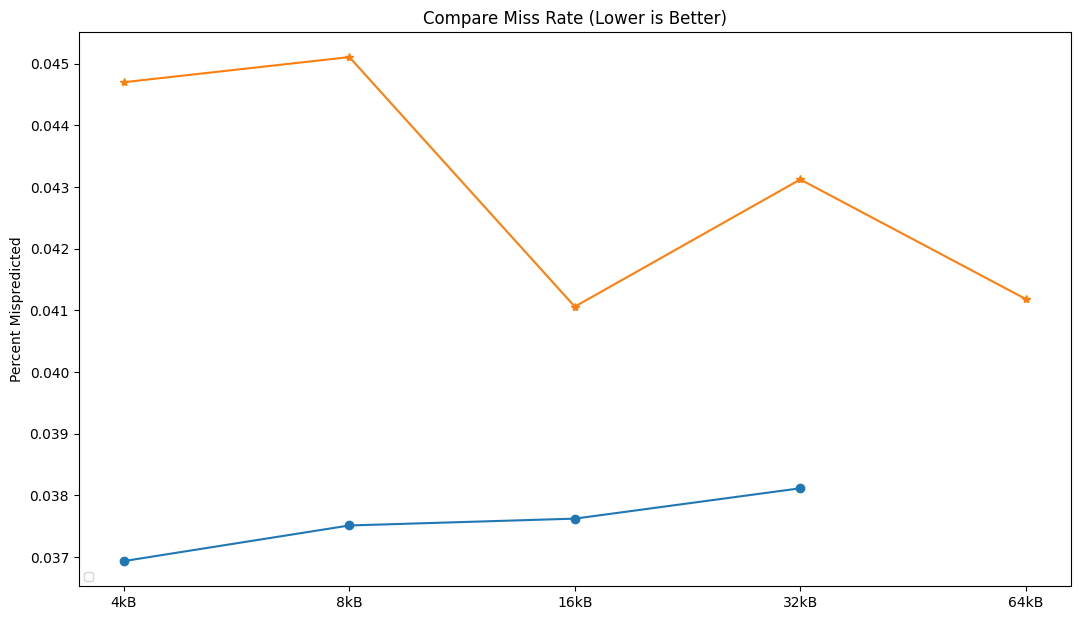 Compare Miss Rate (Lower is Better)
Percent Mispredicted
0.045
0.044
0.043
0.042
0.041
0.040
0.039
0.038
0.037
4kB
8kB
16kB
32kB
64kB